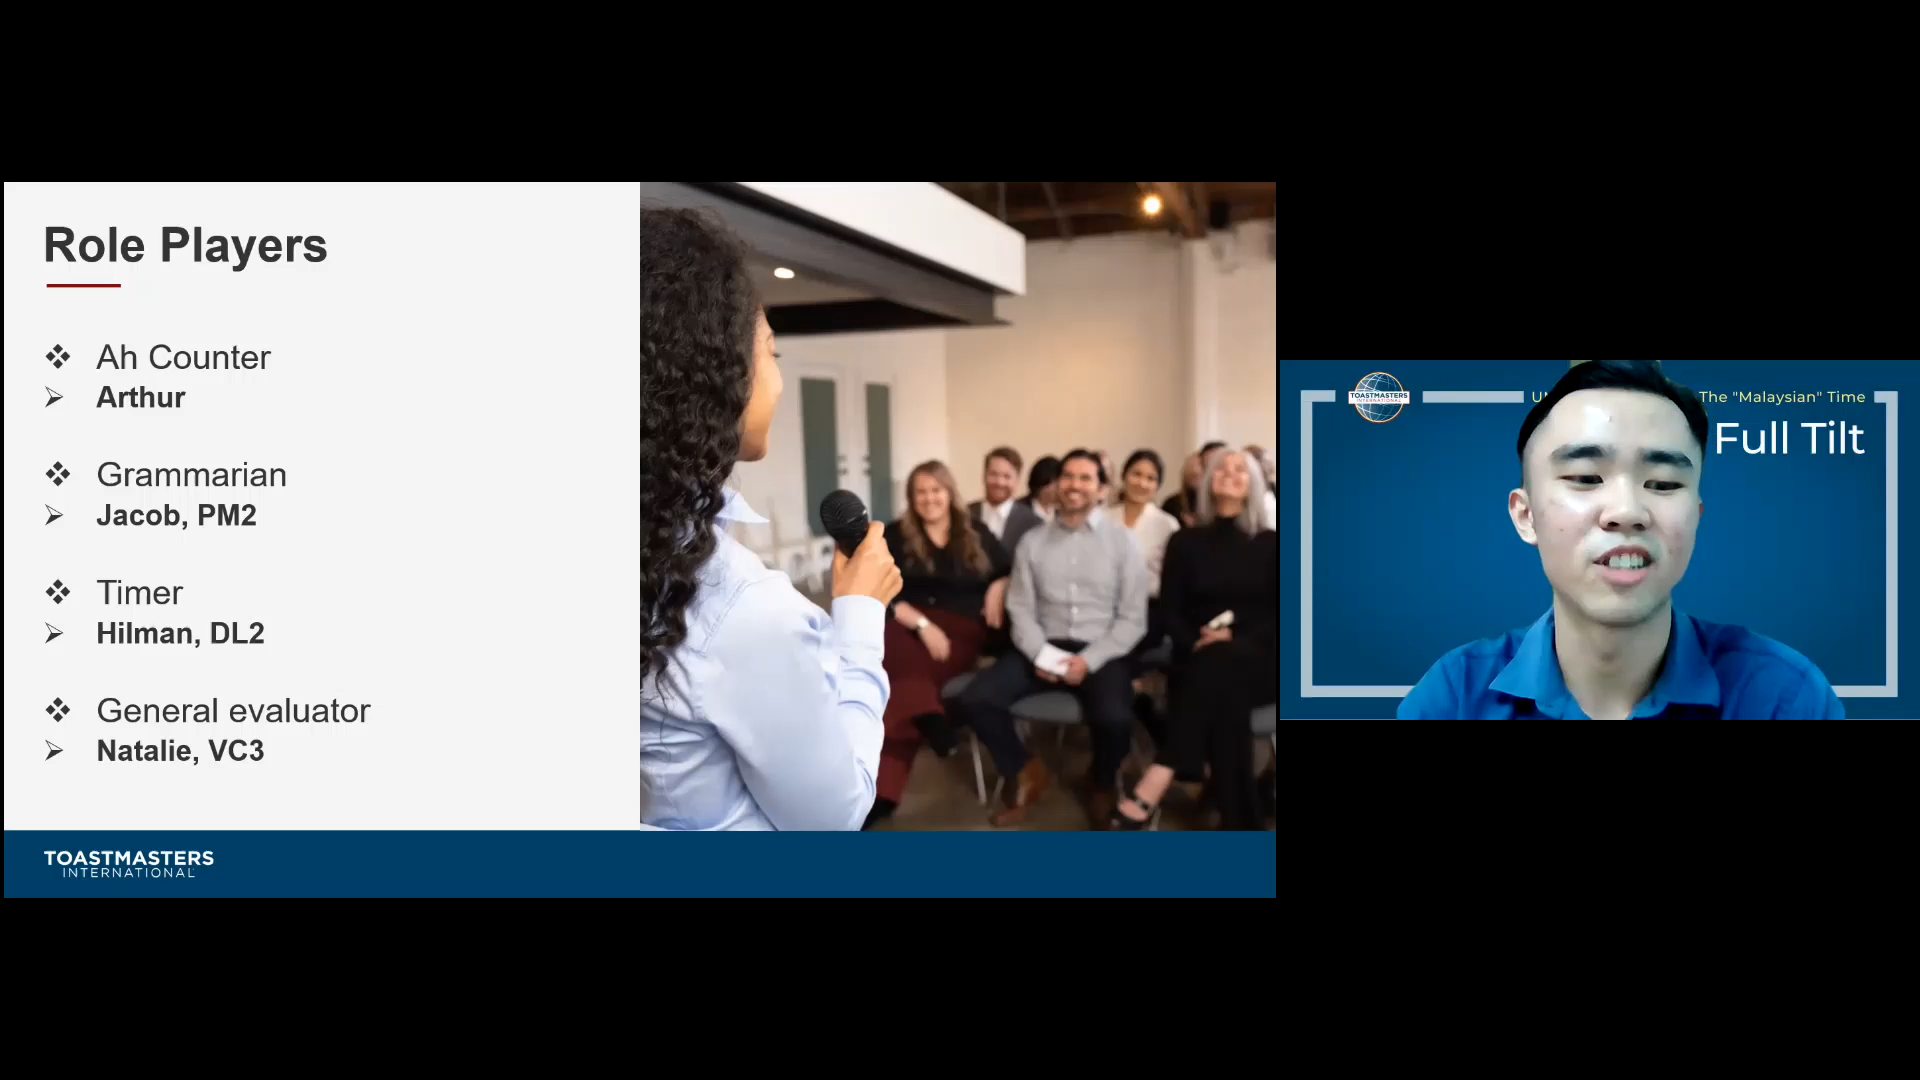 Role Players
Ah Counter
Arthur
Grammarian
Jacob, PM2
Timer
Hilman, DL2
General evaluator
Natalie, VC3
TOASTMASTERS
INTERNATIONAL
TOASTMASTERS
INTERNATIONAL
The "Malaysian" Time
Full Tilt